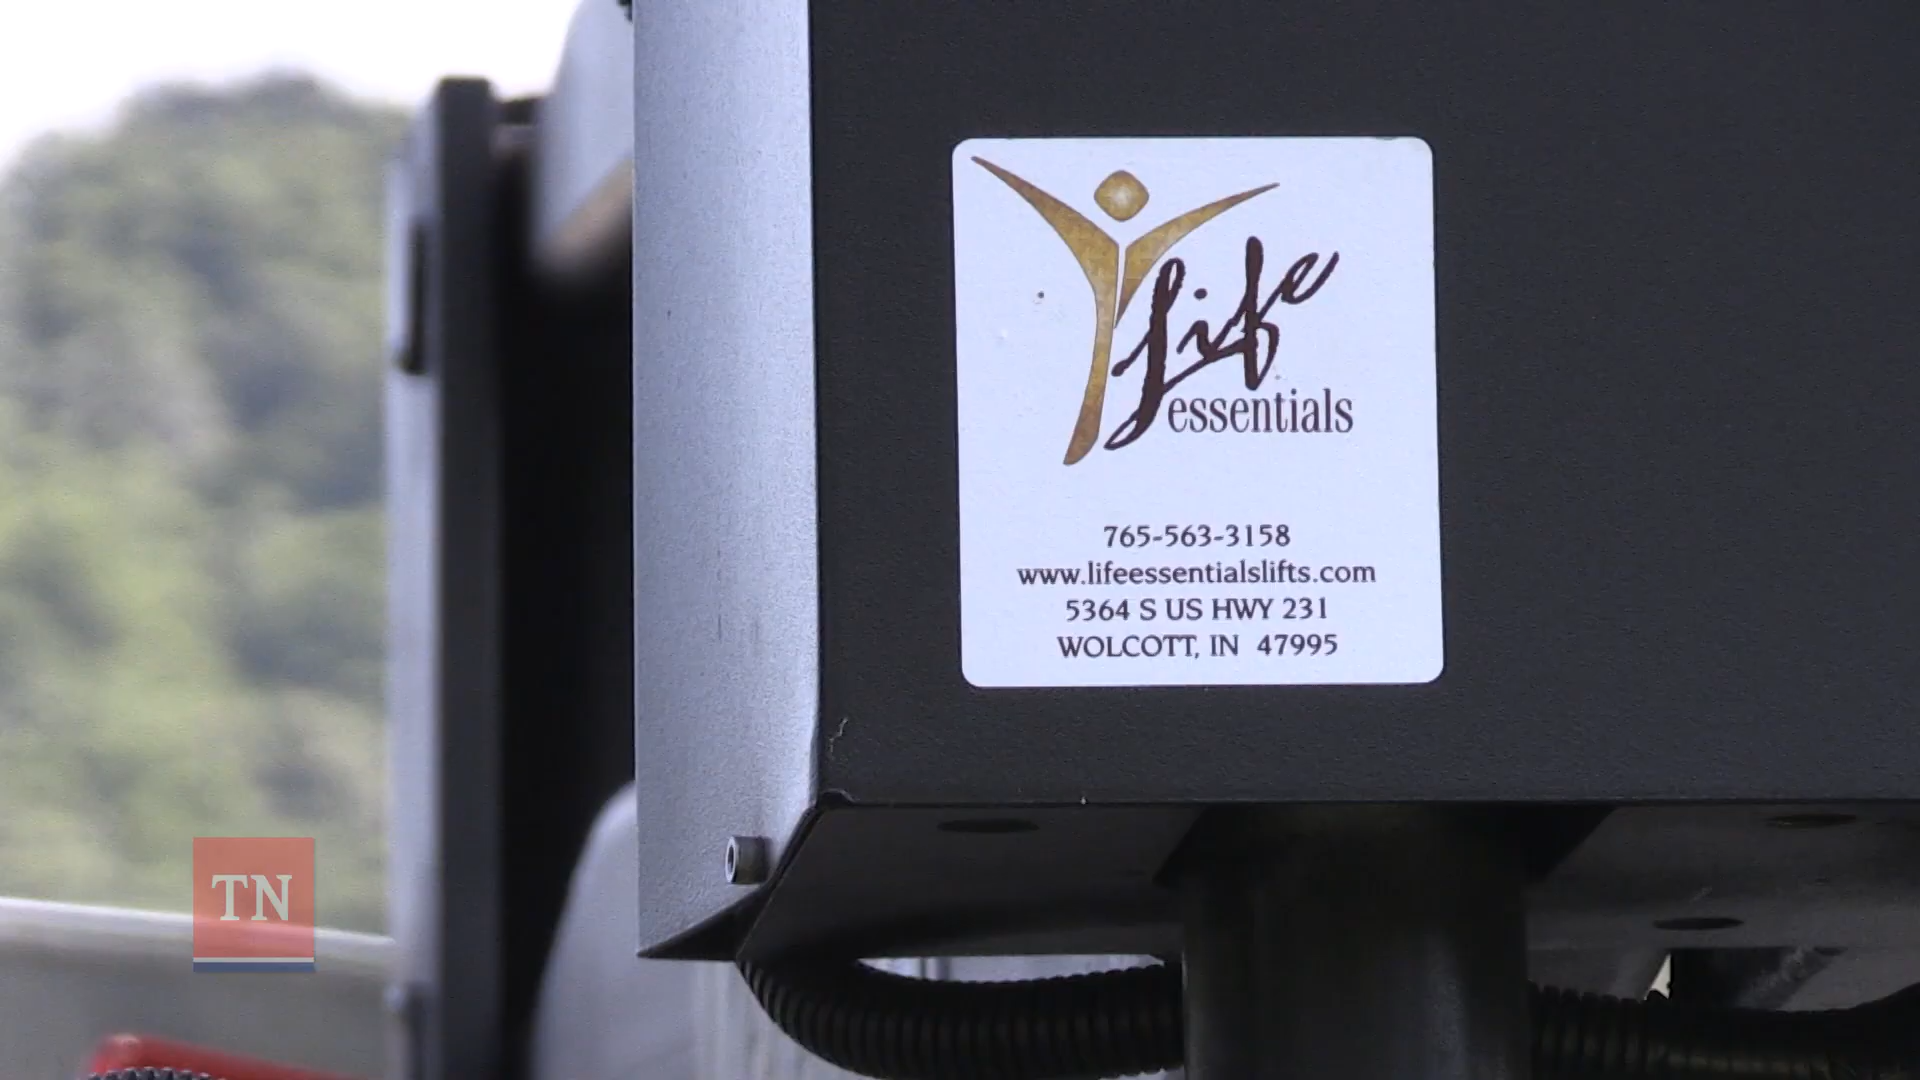 Life
essentials
765-563-3158
www.lifeessentialslifts.com
5364 S US HWY 231
WOLCOTT, IN 47995
TN